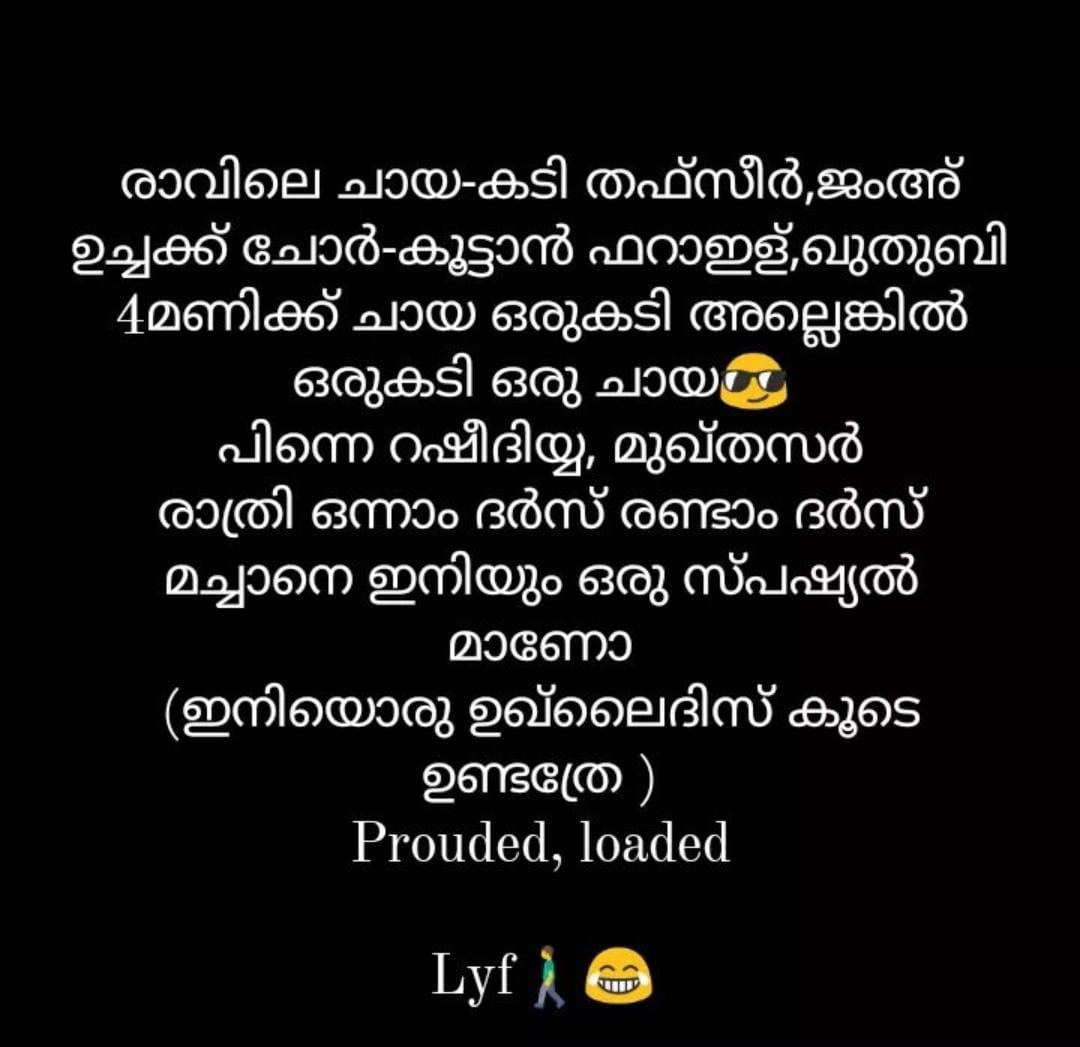 രാവിലെ ചായ-കടി തഫ്സീർ,ജംഅ്
ഉച്ചക്ക് ചോർ-കൂട്ടാൻ ഫറാഇള്,ഖുതുബി
4മണിക്ക് ചായ ഒരുകടി അല്ലെങ്കിൽ
ഒരുകടി ഒരു ചായ😎
പിന്നെ റഷീദിയ്യ, മുഖ്തസർ
രാത്രി ഒന്നാം ദർസ് രണ്ടാം ദർസ്
മച്ചാനെ ഇനിയും ഒരു സ്പഷ്യൽ
മാണോ
(ഇനിയൊരു ഉഖ്ലൈദിസ് കൂടെ
ഉണ്ടത്രേ )
Prouded, loaded
Lyf🚶‍♂️😂